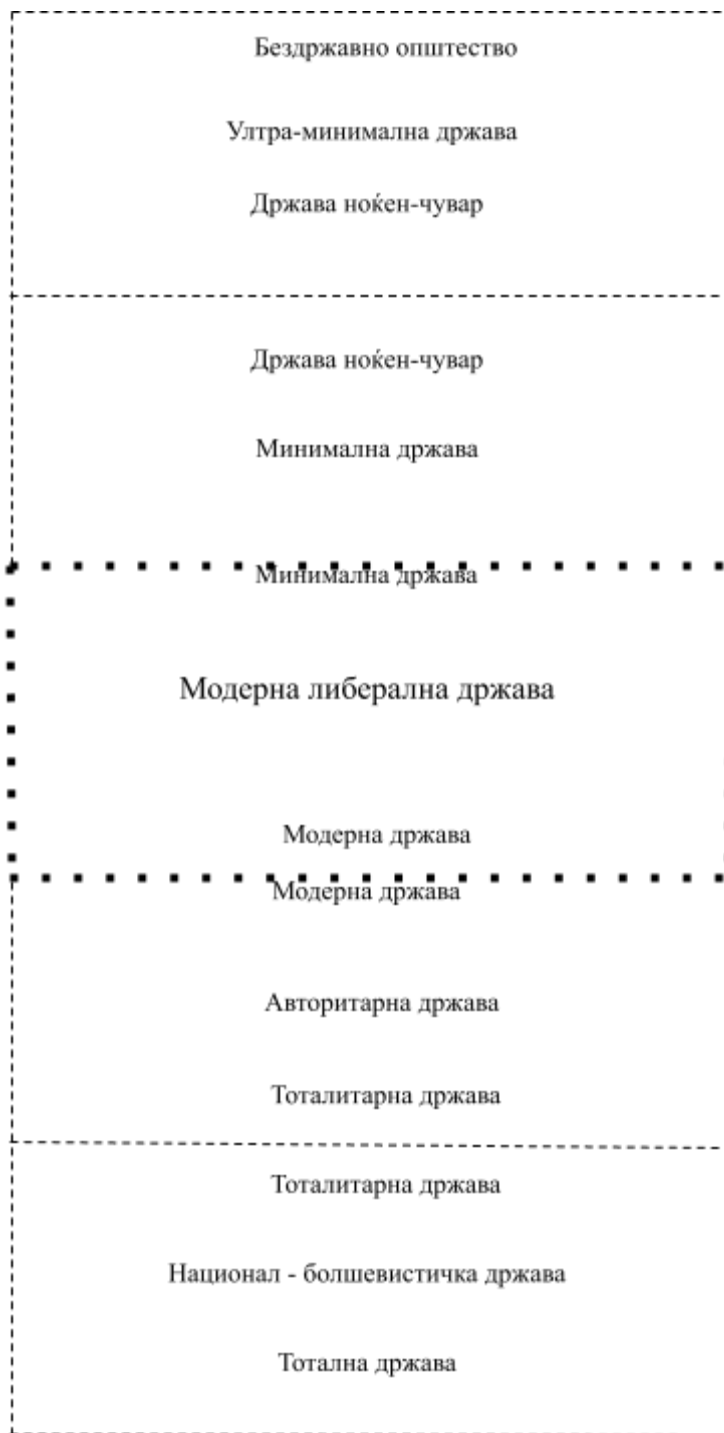 Бездржавно општество
Ултра-минимална држава
Држава ноќен-чувар
Држава ноќен-чувар
Минимална држава
Минимална држава
Модерна либерална држава
Модерна држава
Модерна држава
Авторитарна држава
Тоталитарна држава
Тоталитарна држава
Национал - болшевистичка држава
Тотална држава